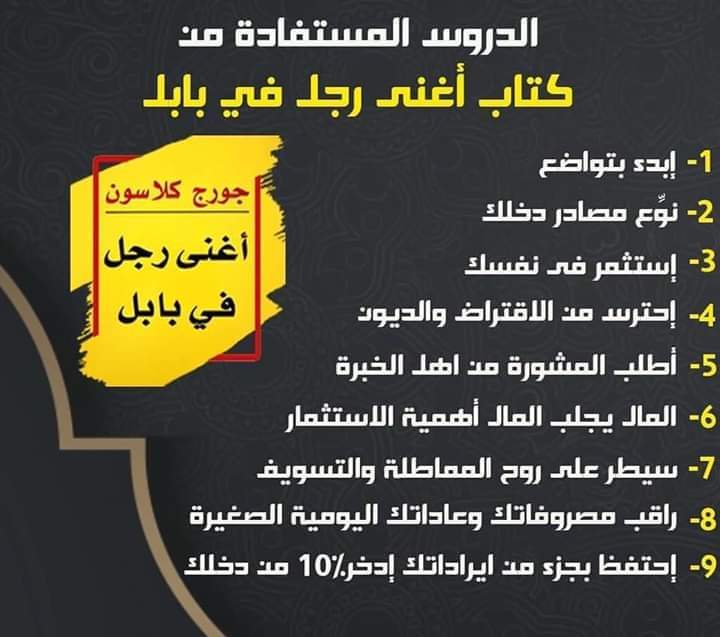 الدروس المستفادة من
كتاب أغنى رجل في بابل
جورج كلاسون
أغنى رجل
في بابل
1- إبدء بتواضع
2- نوِّع مصادر دخلك
3- إستثمر فى نفسك
4- إحترس من الاقتراض والديون
5- أطلب المشورة من اهل الخبرة
6- المال يجلب المال أهمية الاستثمار
7- سيطر على روح المماطلة والتسويف
8- راقب مصروفاتك وعاداتك اليومية الصغيرة
9- إحتفظ بجزء من ايراداتك إدخر10% من دخلك